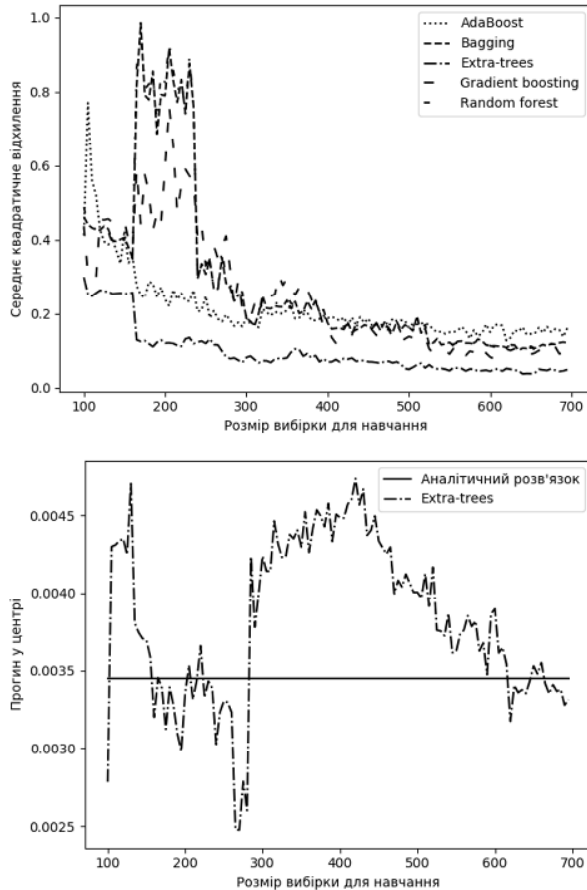 Середнє квадратичне відхилення
1.0
0.8
0.6
0.4
0.2
0.0
AdaBoost
Bagging
Extra-trees
Gradient boosting
Random forest
100 200 300 400 500 600 700
Розмір вибірки для навчання
Прогин у центрі
0.0045
0.0040
0.0035
0.0030
0.0025
Аналітичний розв'язок
Extra-trees
100 200 300 400 500 600 700
Розмір вибірки для навчання